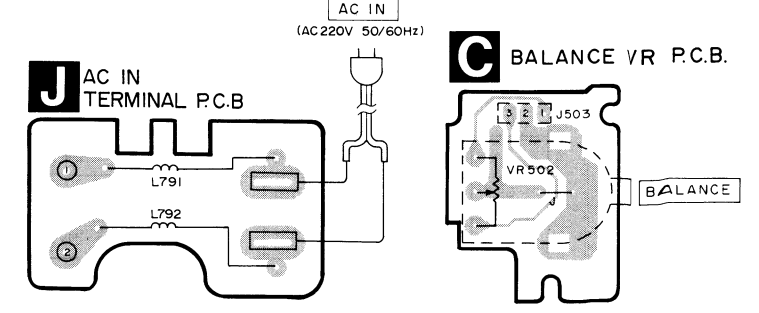 AC IN
(AC220V 50/60Hz)
J AC IN
TERMINAL P.C.B
1
L791
L792
2
C BALANCE VR P.C.B.
3 2 1 J503
VR502
J
BALANCE